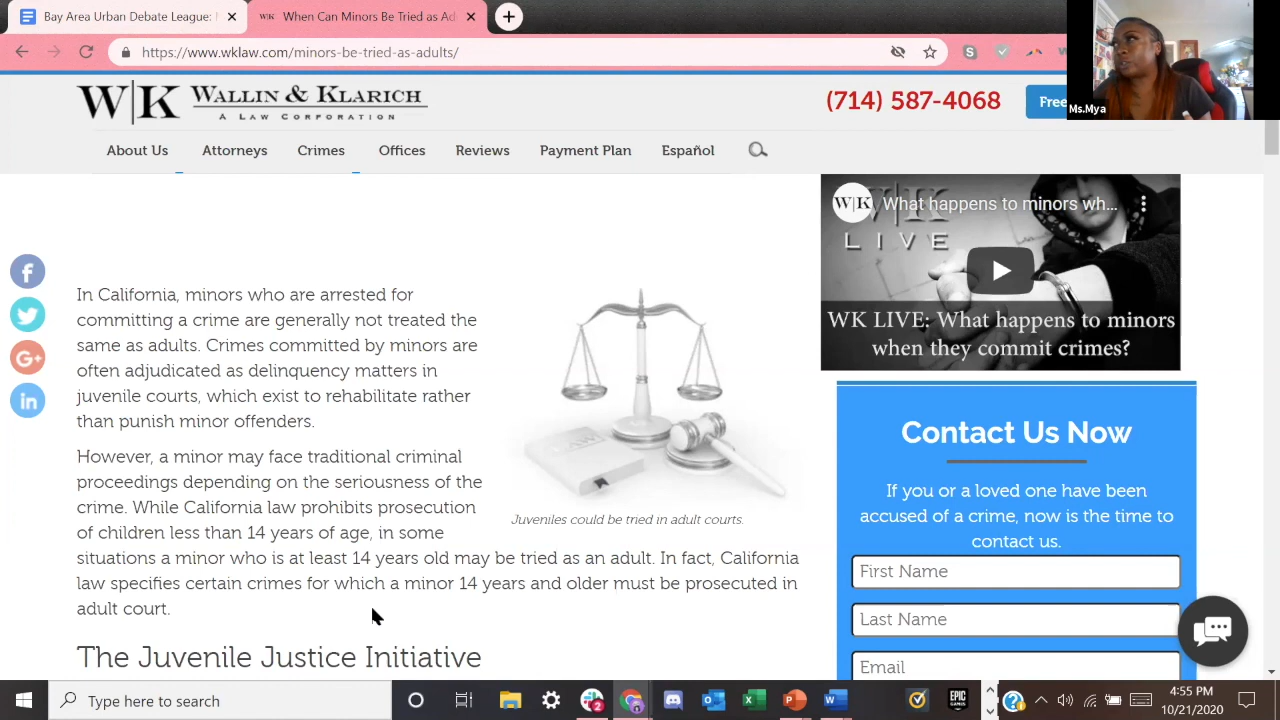 Bay Area Urban Debate League:
When Can Minors Be Tried as Ad
https://www.wklaw.com/minors-be-tried-as-adults/
Ms.Mya
W|K WALLIN & KLARICH
A LAW CORPORATION
(714) 587-4068
Free
About Us Attorneys Crimes Offices Reviews Payment Plan Español
W|K What happens to minors wh...
LIVE
WK LIVE: What happens to minors
when they commit crimes?
In California, minors who are arrested for
committing a crime are generally not treated the
same as adults. Crimes committed by minors are
often adjudicated as delinquency matters in
juvenile courts, which exist to rehabilitate rather
than punish minor offenders.
However, a minor may face traditional criminal
proceedings depending on the seriousness of the
crime. While California law prohibits prosecution
of children less than 14 years of age, in some
situations a minor who is at least 14 years old may be tried as an adult. In fact, California
law specifies certain crimes for which a minor 14 years and older must be prosecuted in
adult court.
LAW
Juveniles could be tried in adult courts.
The Juvenile Justice Initiative
Contact Us Now
If you or a loved one have been
accused of a crime, now is the time to
contact us.
First Name
Last Name
Email
Type here to search
EPIC GAMES
4:55 PM
10/21/2020